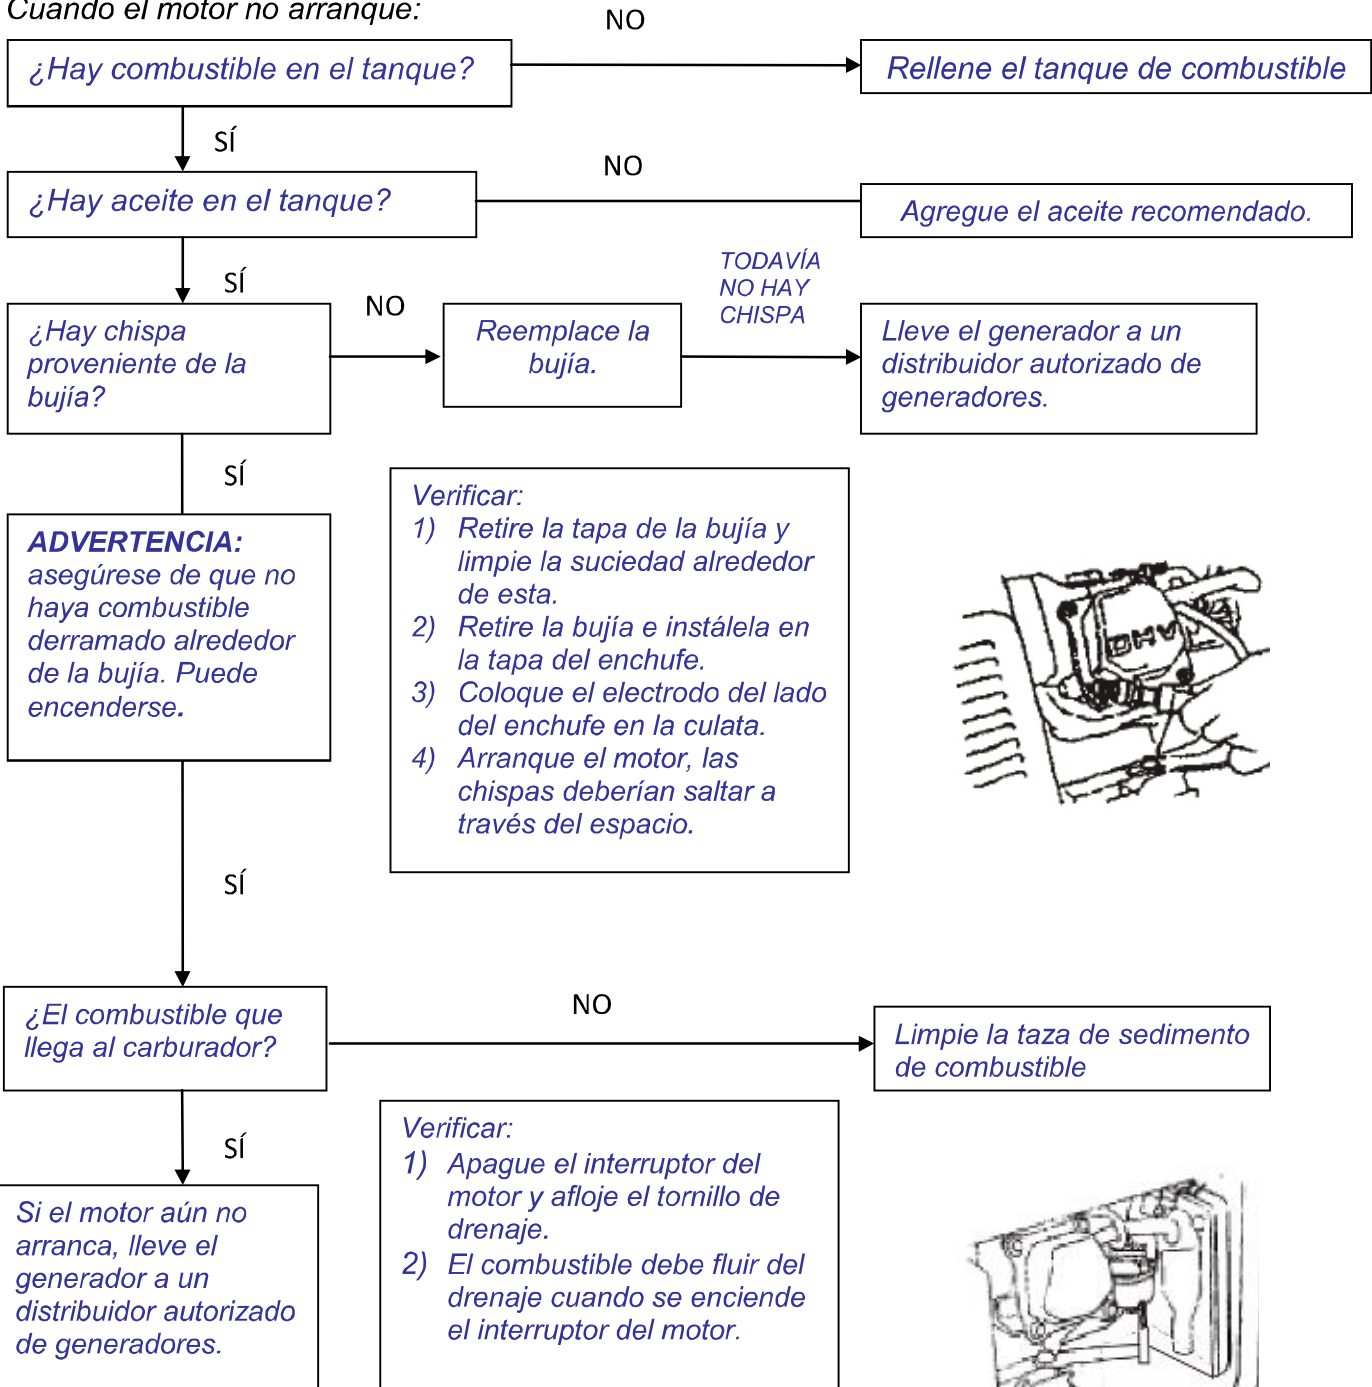 Cuando el motor no arranque:
NO
¿Hay combustible en el tanque?
Rellene el tanque de combustible
SÍ
NO
¿Hay aceite en el tanque?
Agregue el aceite recomendado.
SÍ
NO
TODAVÍA
NO HAY
CHISPA
¿Hay chispa
proveniente de la
bujía?
Reemplace la
bujía.
Lleve el generador a un
distribuidor autorizado de
generadores.
SÍ
ADVERTENCIA:
asegúrese de que no
haya combustible
derramado alrededor
de la bujía. Puede
encenderse.
Verificar:
1) Retire la tapa de la bujía y
limpie la suciedad alrededor
de esta.
2) Retire la bujía e instálela en
la tapa del enchufe.
3) Coloque el electrodo del lado
del enchufe en la culata.
4) Arranque el motor, las
chispas deberían saltar a
través del espacio.
OHV
SÍ
¿El combustible que
llega al carburador?
NO
Limpie la taza de sedimento
de combustible
SÍ
Si el motor aún no
arranca, lleve el
generador a un
distribuidor autorizado
de generadores.
Verificar:
1) Apague el interruptor del
motor y afloje el tornillo de
drenaje.
2) El combustible debe fluir del
drenaje cuando se enciende
el interruptor del motor.